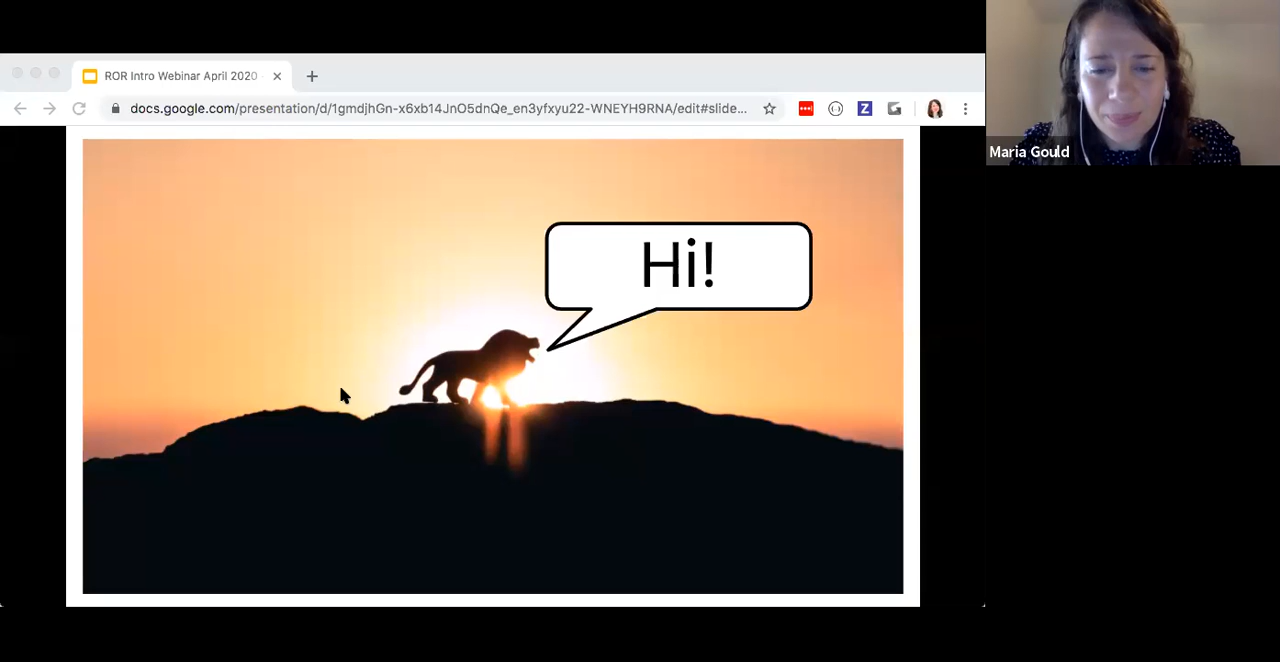 ROR Intro Webinar April 2020
docs.google.com/presentation/d/1gmdjhGn-x6xb14JnO5dnQe_en3yfxyu22-WNEYH9RNA/edit#slide...
Z
Maria Gould
Hi!